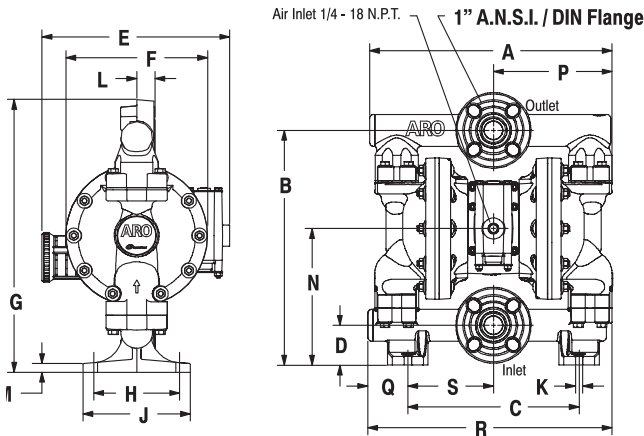 Air Inlet 1/4 - 18 N.P.T.
1" A.N.S.I. / DIN Flange
E
F
L
A
P
Outlet
ARO
B
ARO
G
N
D
Inlet
H
J
Q
S
K
C
R